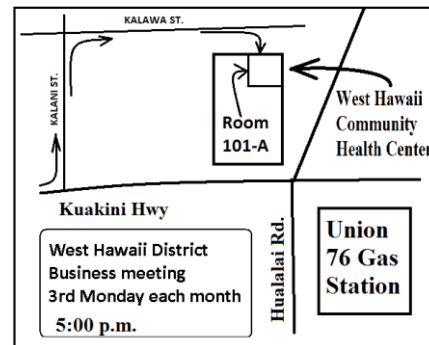 KALAWA ST.
KALANI ST.
Room
101-A
West Hawaii
Community
Health Center
Kuakini Hwy
Hualalai Rd.
West Hawaii District
Business meeting
3rd Monday each month
5:00 p.m.
Union
76 Gas
Station